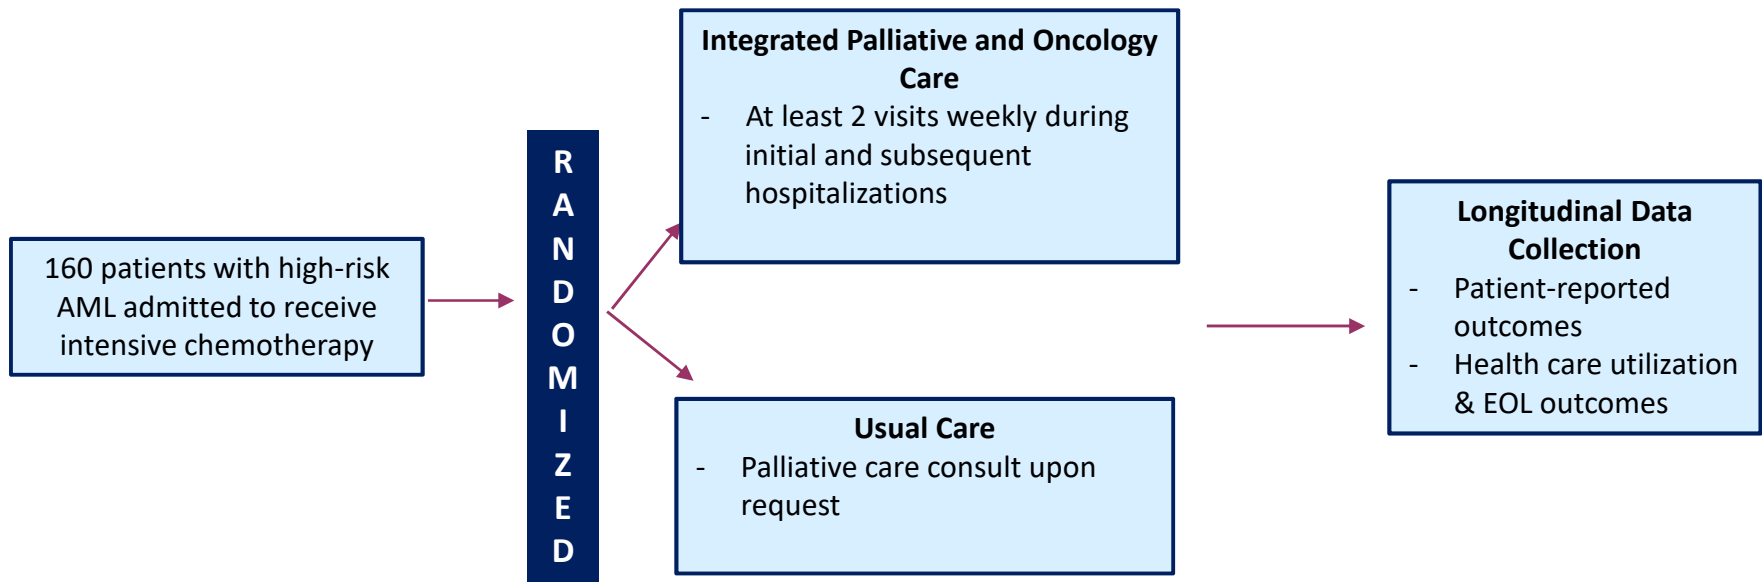 160 patients with high-risk
AML admitted to receive
intensive chemotherapy
R
A
N
D
O
M
I
Z
E
D
Integrated Palliative and Oncology
Care
- At least 2 visits weekly during
initial and subsequent
hospitalizations
Usual Care
- Palliative care consult upon
request
Longitudinal Data
Collection
- Patient-reported
outcomes
- Health care utilization
& EOL outcomes